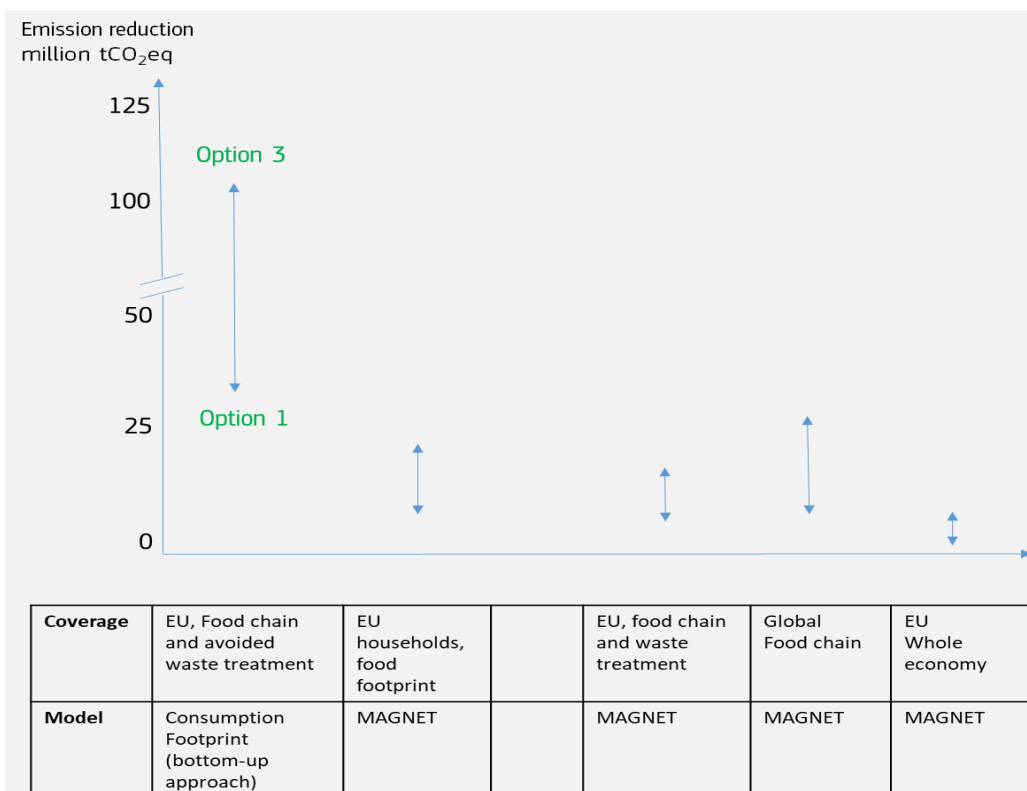 Emission reduction
million tCO₂eq
125
Option 3
100
50
Option 1
25
0
Coverage
EU, Food chain
and avoided
waste treatment
EU
households,
food
footprint
EU, food chain
and waste
treatment
Global
Food chain
EU
Whole
economy
Model
Consumption
Footprint
(bottom-up
approach)
MAGNET
MAGNET
MAGNET
MAGNET